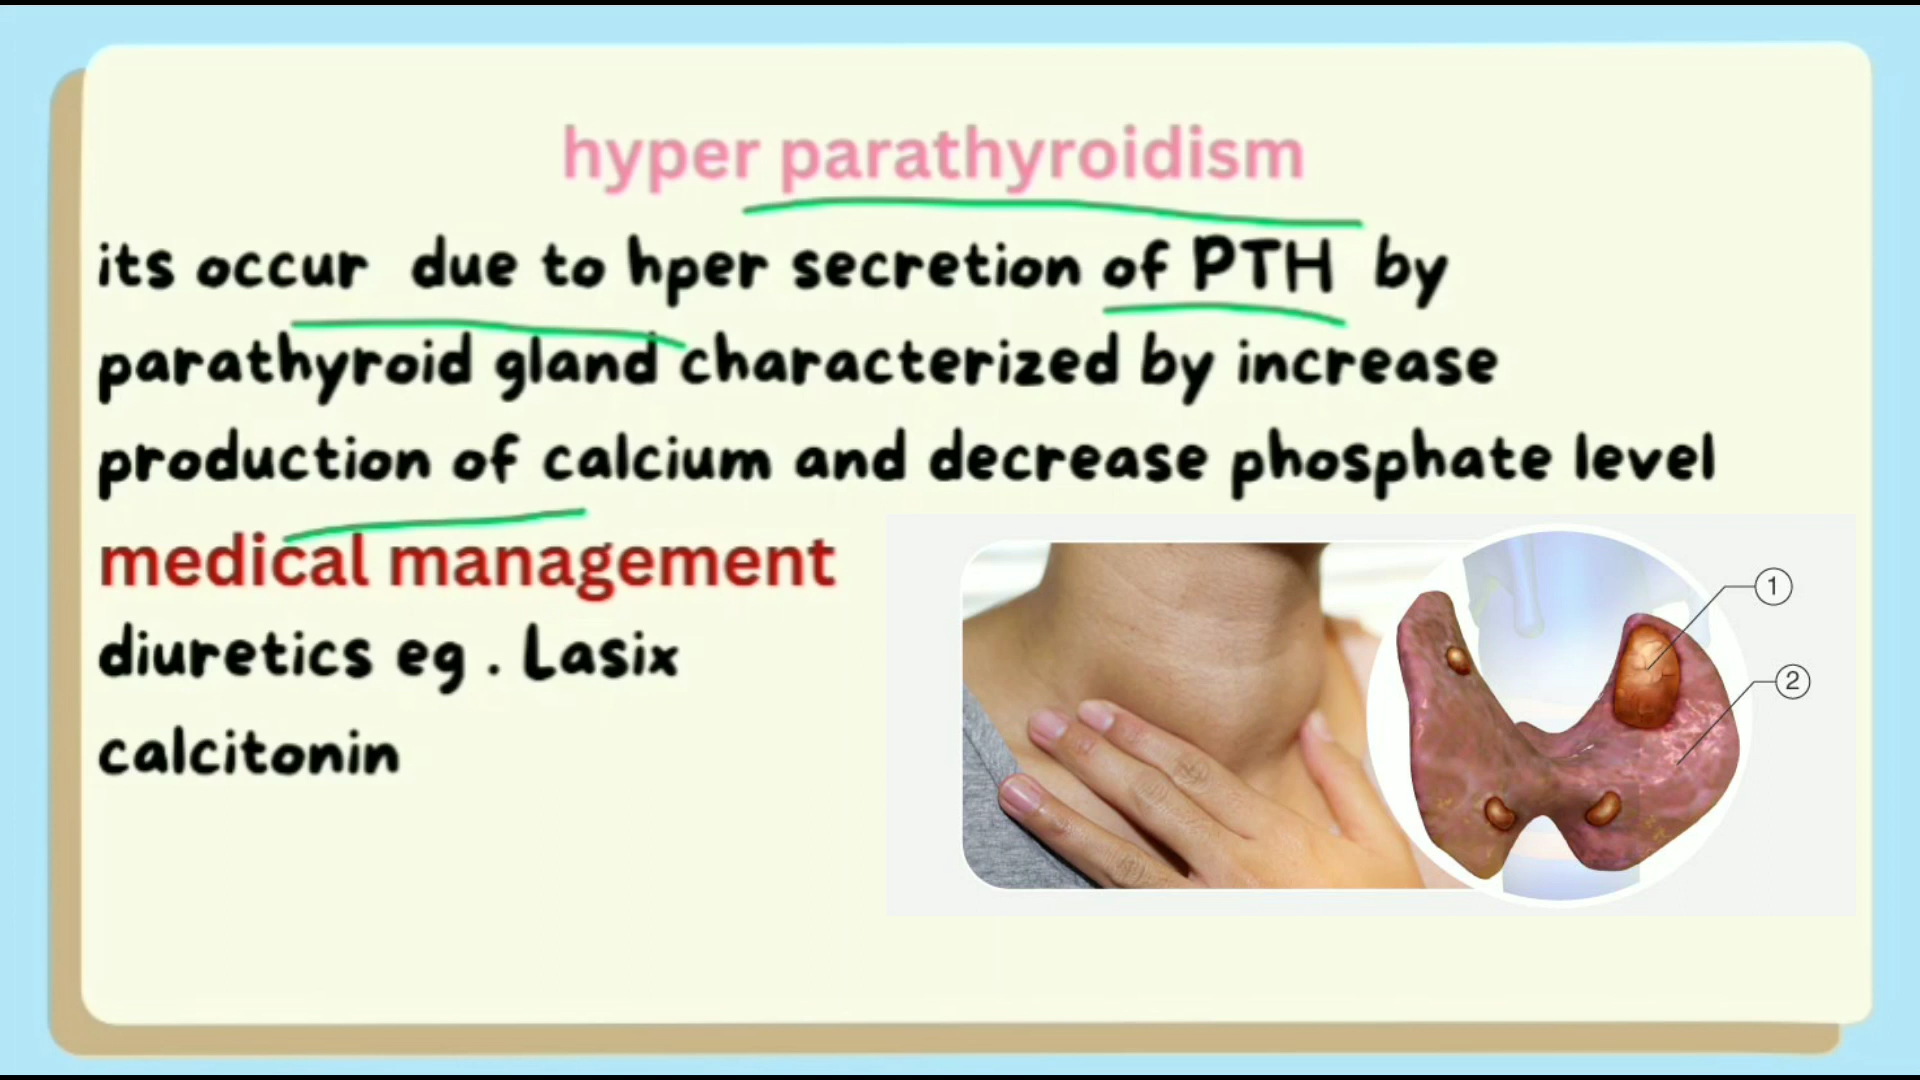 hyper parathyroidism
its occur due to hper secretion of PTH by
parathyroid gland characterized by increase
production of calcium and decrease phosphate level
medical management
diuretics eg . Lasix
calcitonin
1
2